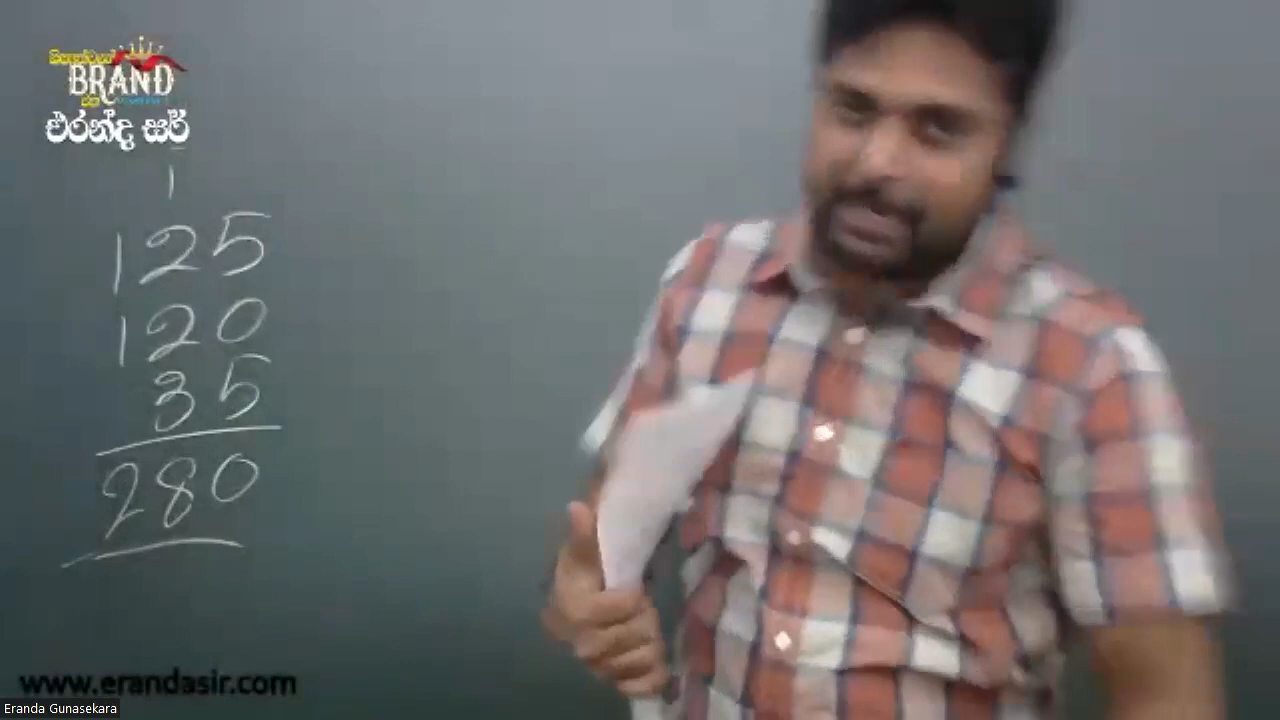 BRAND
එරන්ද සර්
1
125
120
35
280
www.erandasir.com
Eranda Gunasekara